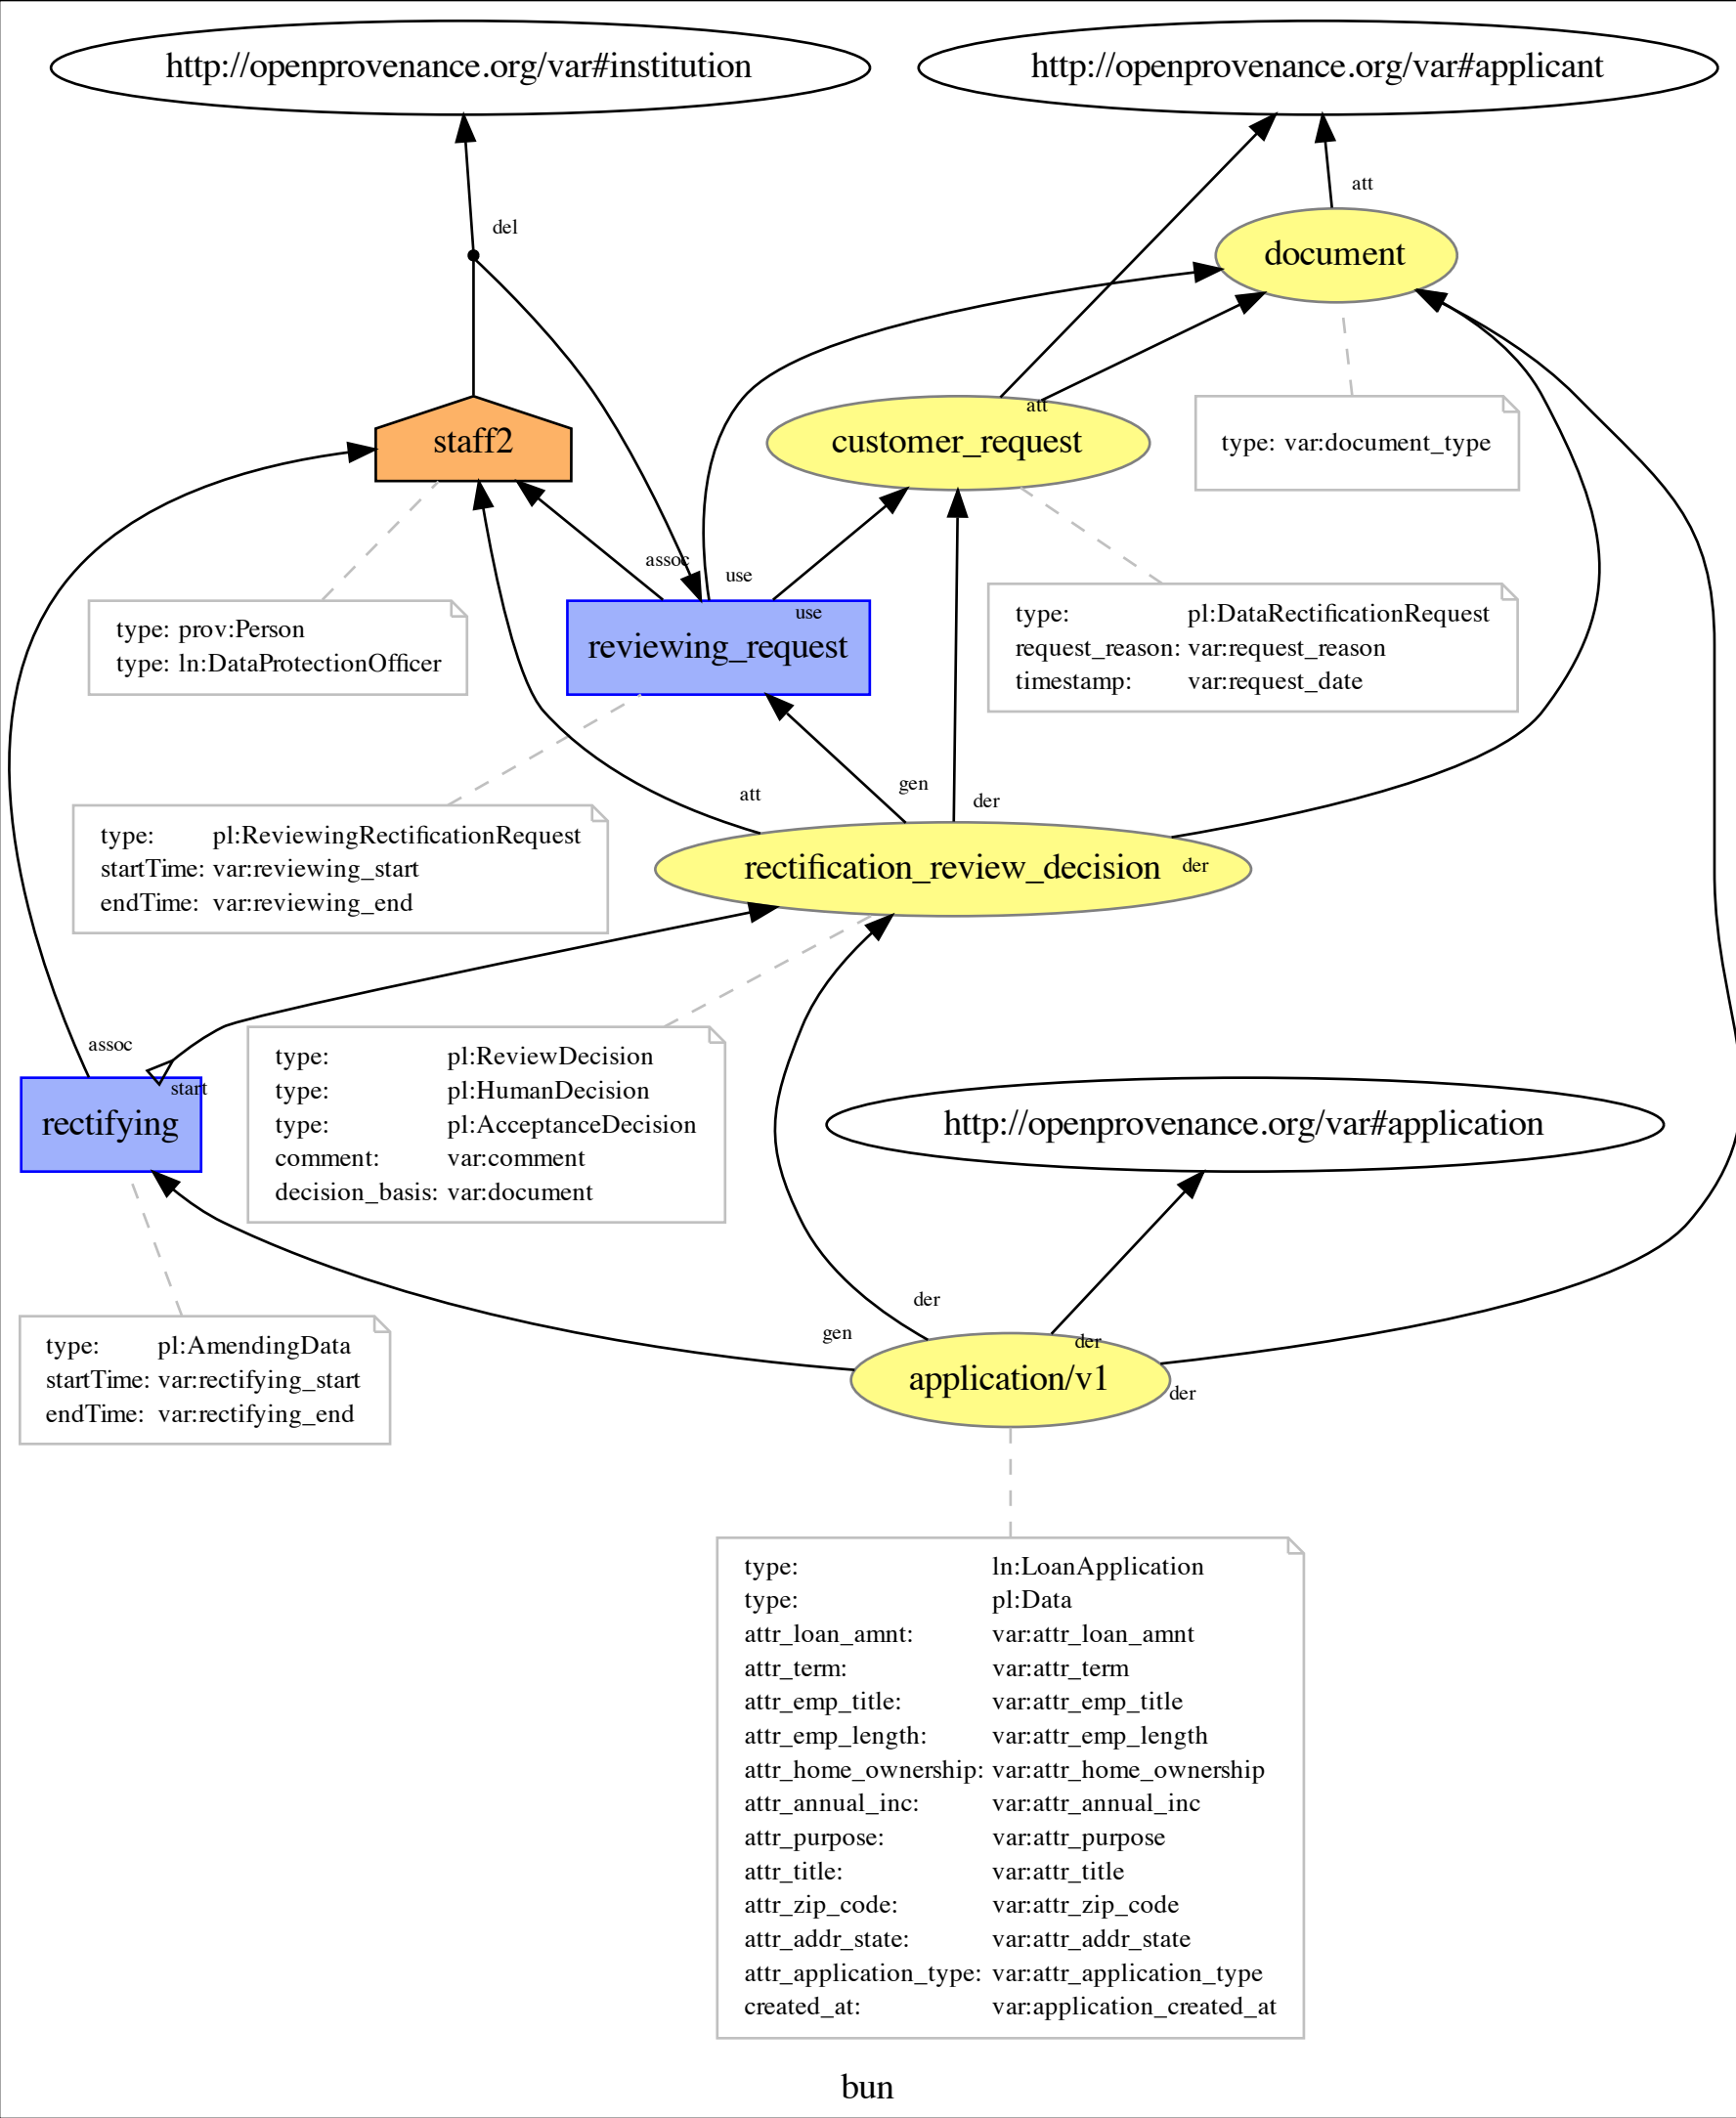 http://openprovenance.org/var#institution
http://openprovenance.org/var#applicant
att
del
document
staff2
att
customer_request
type: var:document_type
assoc
use
use
type: prov:Person
type: ln:DataProtectionOfficer
reviewing_request
type: pl:DataRectificationRequest
request_reason: var:request_reason
timestamp: var:request_date
att
gen
der
type: pl:ReviewingRectificationRequest
startTime: var:reviewing_start
endTime: var:reviewing_end
rectification_review_decision
der
assoc
start
rectifying
type: pl:ReviewDecision
type: pl:HumanDecision
type: pl:AcceptanceDecision
comment: var:comment
decision_basis: var:document
http://openprovenance.org/var#application
der
gen
der
der
type: pl:AmendingData
startTime: var:rectifying_start
endTime: var:rectifying_end
application/v1
type: ln:LoanApplication
type: pl:Data
attr_loan_amnt: var:attr_loan_amnt
attr_term: var:attr_term
attr_emp_title: var:attr_emp_title
attr_emp_length: var:attr_emp_length
attr_home_ownership: var:attr_home_ownership
attr_annual_inc: var:attr_annual_inc
attr_purpose: var:attr_purpose
attr_title: var:attr_title
attr_zip_code: var:attr_zip_code
attr_addr_state: var:attr_addr_state
attr_application_type: var:attr_application_type
created_at: var:application_created_at
bun